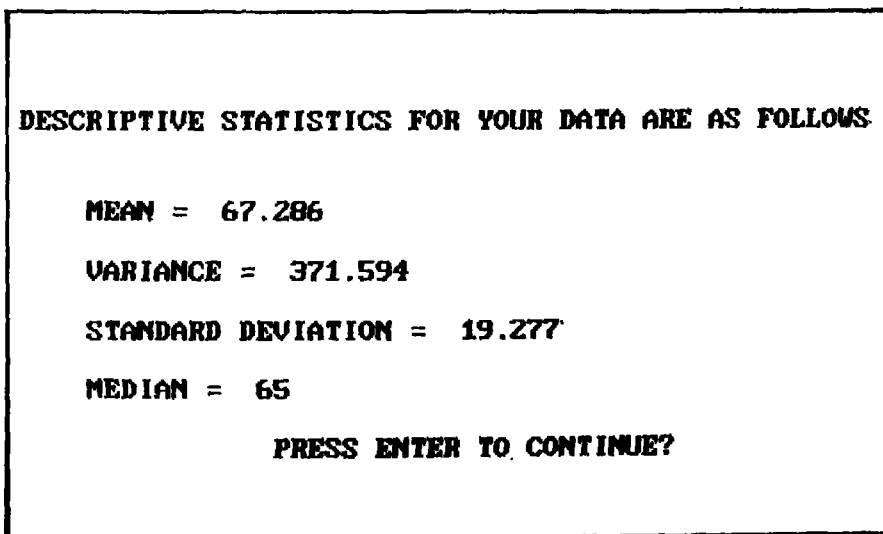 DESCRIPTIVE STATISTICS FOR YOUR DATA ARE AS FOLLOWS
MEAN = 67.286
VARIANCE = 371.594
STANDARD DEVIATION = 19.277
MEDIAN = 65
PRESS ENTER TO CONTINUE?